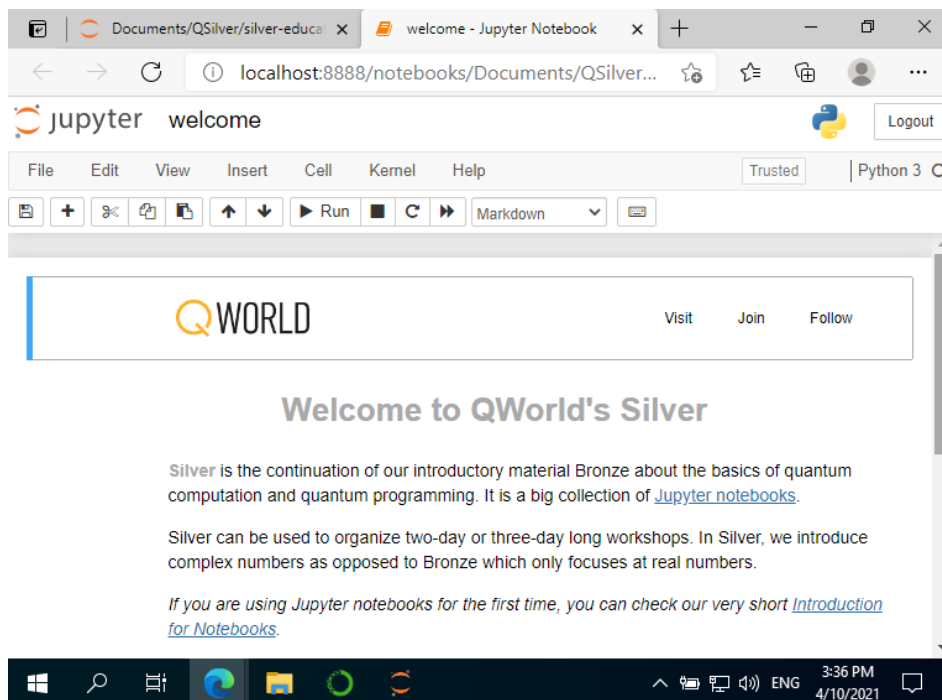 Documents/QSilver/silver-educat
welcome - Jupyter Notebook
localhost:8888/notebooks/Documents/QSilver...
jupyter welcome
Logout
File Edit View Insert Cell Kernel Help
Trusted
Python 3
Run
Markdown
QWORLD
Visit Join Follow
Welcome to QWorld's Silver
Silver is the continuation of our introductory material Bronze about the basics of quantum
computation and quantum programming. It is a big collection of Jupyter notebooks.
Silver can be used to organize two-day or three-day long workshops. In Silver, we introduce
complex numbers as opposed to Bronze which only focuses at real numbers.
If you are using Jupyter notebooks for the first time, you can check our very short Introduction
for Notebooks.
ENG
3:36 PM
4/10/2021